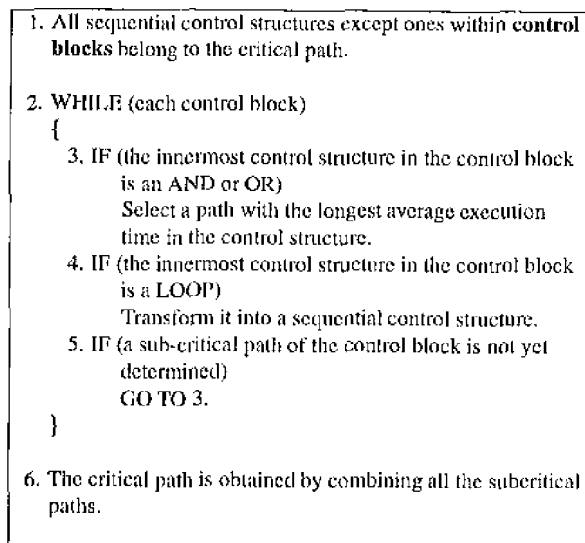 1. All sequential control structures except ones within control
blocks belong to the critical path.
2. WHILE (each control block)
{
3. IF (the innermost control structure in the control block
is an AND or OR)
Select a path with the longest average execution
time in the control structure.
4. IF (the innermost control structure in the control block
is a LOOP)
Transform it into a sequential control structure.
5. IF (a sub-critical path of the control block is not yet
determined)
GO TO 3.
}
6. The critical path is obtained by combining all the subcritical
paths.